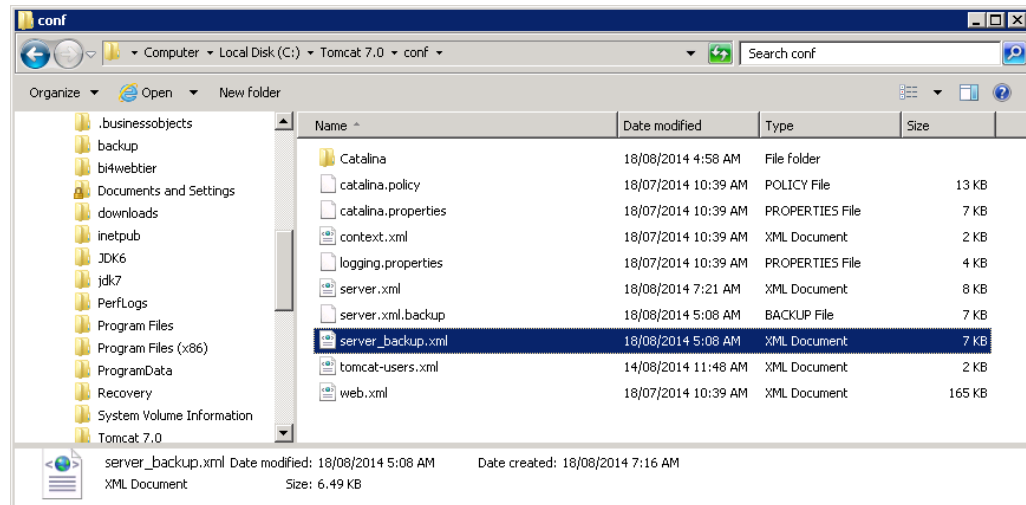 conf
Computer Local Disk (C:) Tomcat 7.0 conf Search conf
Organize Open New folder
.businessobjects
backup
bi4webtier
Documents and Settings
downloads
inetpub
JDK6
jdk7
PerfLogs
Program Files
Program Files (x86)
ProgramData
Recovery
System Volume Information
Tomcat 7.0
Name Date modified Type Size
Catalina 18/08/2014 4:58 AM File folder
catalina.policy 18/07/2014 10:39 AM POLICY File 13 KB
catalina.properties 18/07/2014 10:39 AM PROPERTIES File 7 KB
context.xml 18/07/2014 10:39 AM XML Document 2 KB
logging.properties 18/07/2014 10:39 AM PROPERTIES File 4 KB
server.xml 18/08/2014 7:21 AM XML Document 8 KB
server.xml.backup 18/08/2014 5:08 AM BACKUP File 7 KB
server_backup.xml 18/08/2014 5:08 AM XML Document 7 KB
tomcat-users.xml 14/08/2014 11:48 AM XML Document 2 KB
web.xml 18/07/2014 10:39 AM XML Document 165 KB
server_backup.xml Date modified: 18/08/2014 5:08 AM Date created: 18/08/2014 7:16 AM
XML Document Size: 6.49 KB